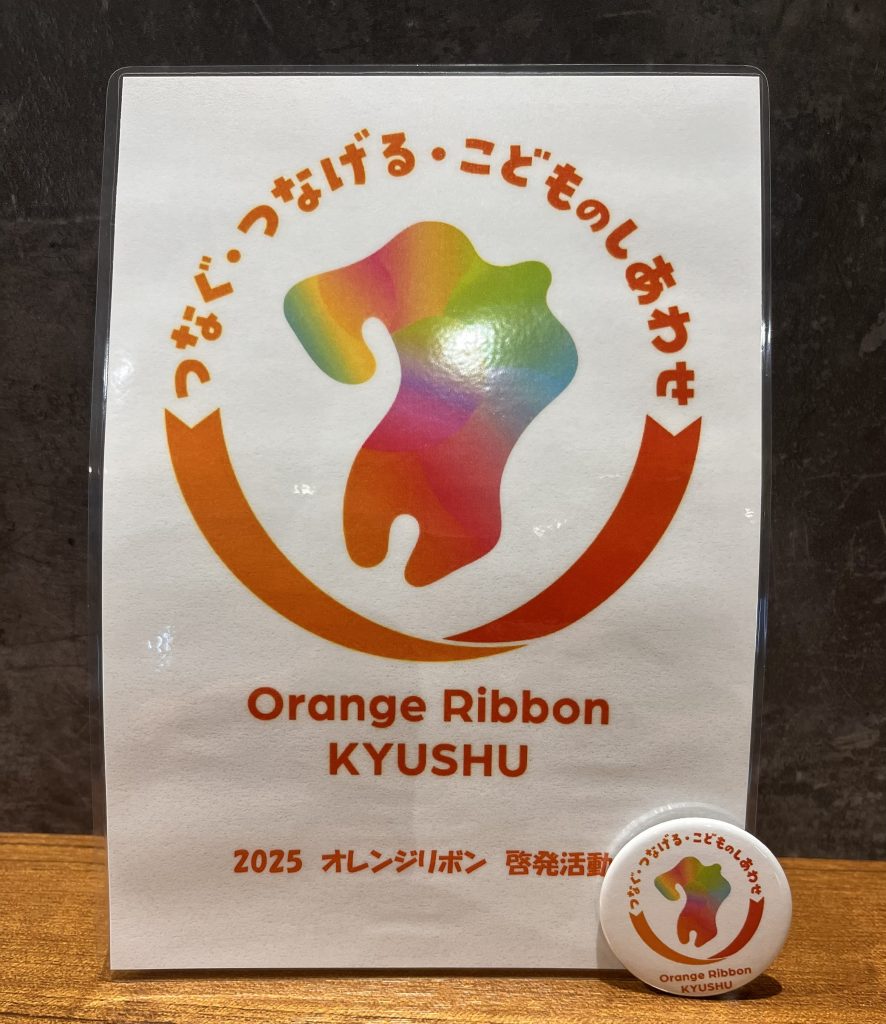 つなぐ・つなげる・こどものしあわせ
Orange Ribbon
KYUSHU
2025 オレンジリボン 啓発活動
つなぐ・つなげる・こどものしあわせ
Orange Ribbon
KYUSHU